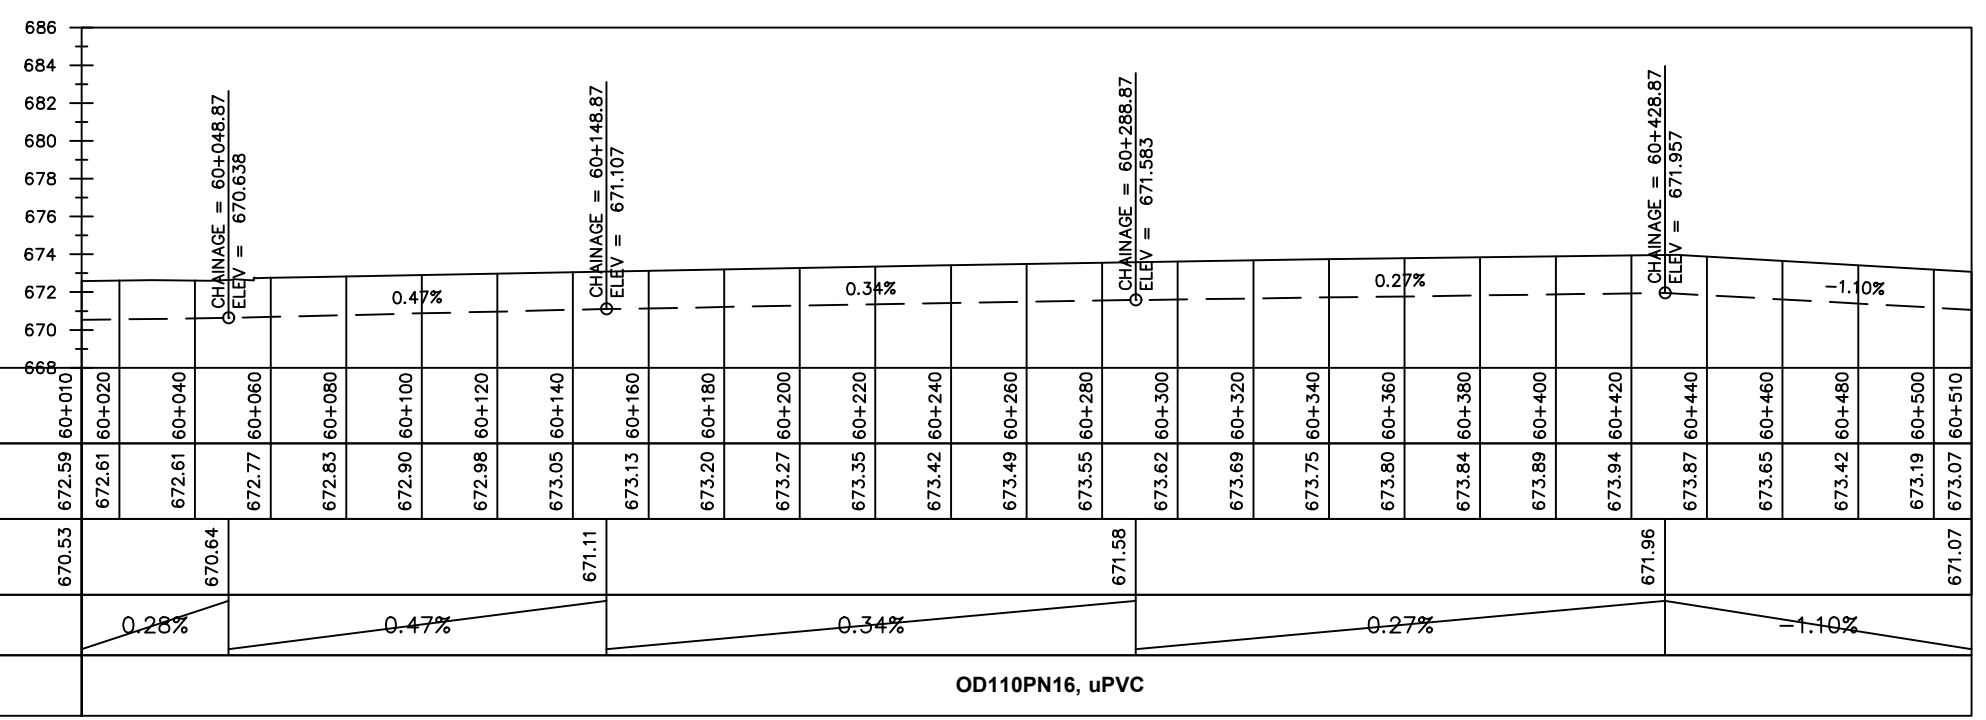 686
684
682
680
678
676
674
672
670
668
CHAINAGE = 60+048.87
ELEV = 670.638
CHAINAGE = 60+148.87
ELEV = 671.107
CHAINAGE = 60+288.87
ELEV = 671.583
CHAINAGE = 60+428.87
ELEV = 671.957
0.47% 0.34% 0.27% -1.10%
60+010 60+020 60+040 60+060 60+080 60+100 60+120 60+140 60+160 60+180 60+200 60+220 60+240 60+260 60+280 60+300 60+320 60+340 60+360 60+380 60+400 60+420 60+440 60+460 60+480 60+500 60+510
672.59 672.61 672.61 672.77 672.83 672.90 672.98 673.05 673.13 673.20 673.27 673.35 673.42 673.49 673.55 673.62 673.69 673.75 673.80 673.84 673.89 673.94 673.87 673.65 673.42 673.19 673.07
670.53 670.64 671.11 671.58 671.96 671.07
0.28% 0.47% 0.34% 0.27% -1.10%
OD110PN16, uPVC